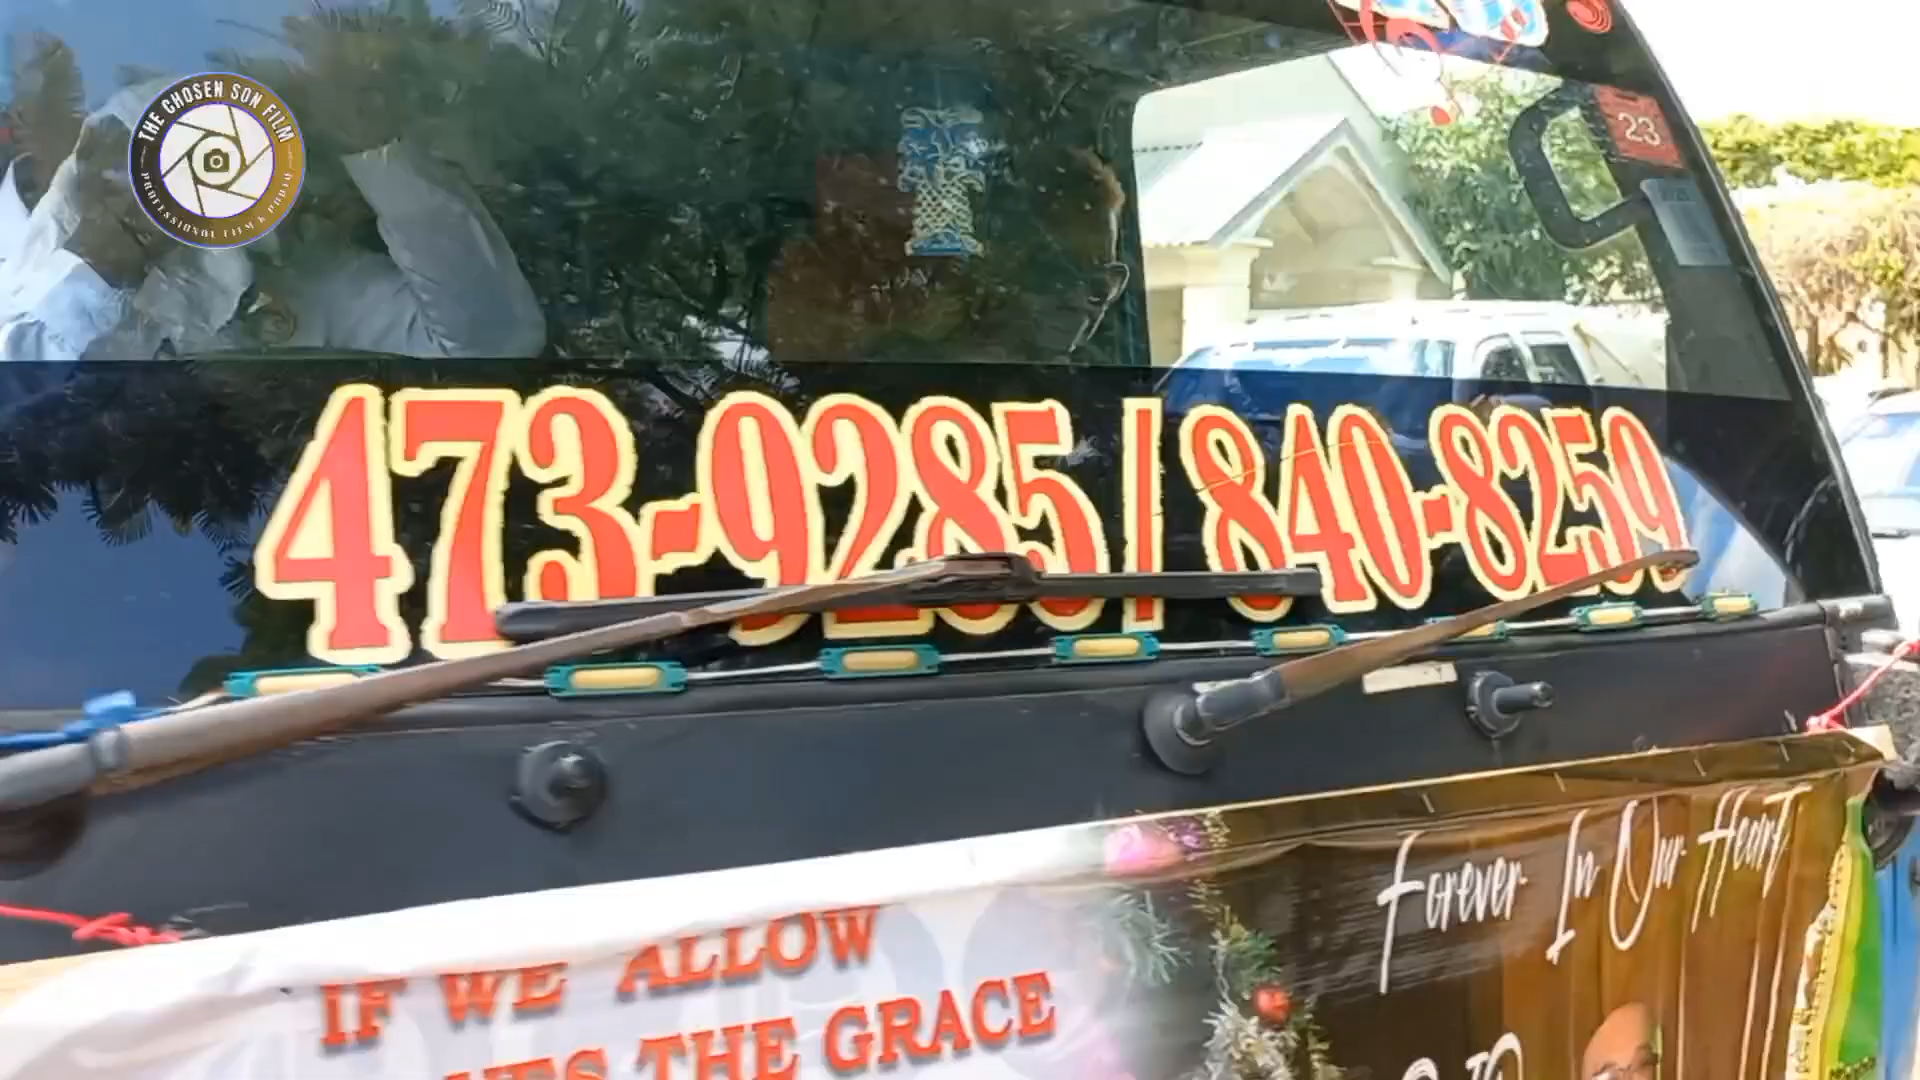 THE CHOSEN SON FILM
PROFESSIONAL FILM & PHOTO
23
473-9285 | 840-8259
Forever In Our Heart
IF WE ALLOW
THE GRACE